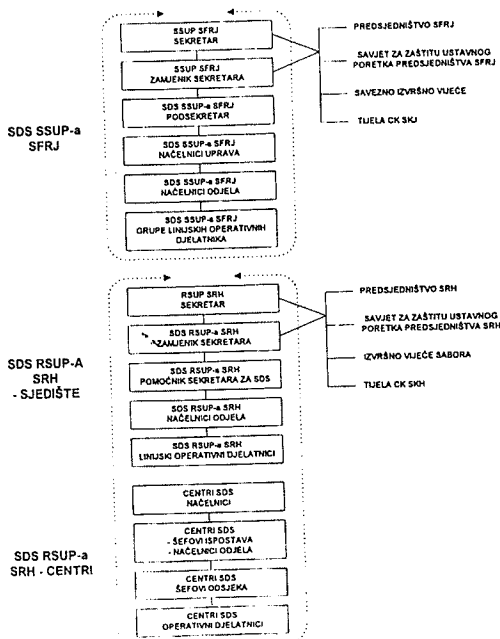 SSUP SFRJ
SEKRETAR
SSUP SFRJ
ZAMJENIK SEKRETARA
SDS SSUP-a SFRJ
PODSEKRETAR
SDS SSUP-a SFRJ
NAČELNICI UPRAVA
SDS SSUP-a SFRJ
NAČELNICI ODJELA
SDS SSUP-a SFRJ
GRUPE LINIJSKIH OPERATIVNIH
DJELATNIKA
SDS SSUP-a
SFRJ
PREDSJEDNIŠTVO SFRJ
SAVJET ZA ZAŠTITU USTAVNOG
PORETKA PREDSJEDNIŠTVA SFRJ
SAVEZNO IZVRŠNO VIJEĆE
TIJELA CK SKJ
RSUP SRH
SEKRETAR
SDS RSUP-a SRH
ZAMJENIK SEKRETARA
SDS RSUP-a SRH
POMOĆNIK SEKRETARA ZA SDS
SDS RSUP-a SRH
NAČELNICI ODJELA
SDS RSUP-a SRH
LINIJSKI OPERATIVNI DJELATNICI
SDS RSUP-A
SRH
- SJEDIŠTE
PREDSJEDNIŠTVO SRH
SAVJET ZA ZAŠTITU USTAVNOG
PORETKA PREDSJEDNIŠTVA SRH
IZVRŠNO VIJEĆE SABORA
TIJELA CK SKH
CENTRI SDS
NAČELNICI
CENTRI SDS
- ŠEFOVI ISPOSTAVA
- NAČELNICI ODJELA
CENTRI SDS
ŠEFOVI ODSJEKA
CENTRI SDS
OPERATIVNI DJELATNICI
SDS RSUP-a
SRH - CENTRI